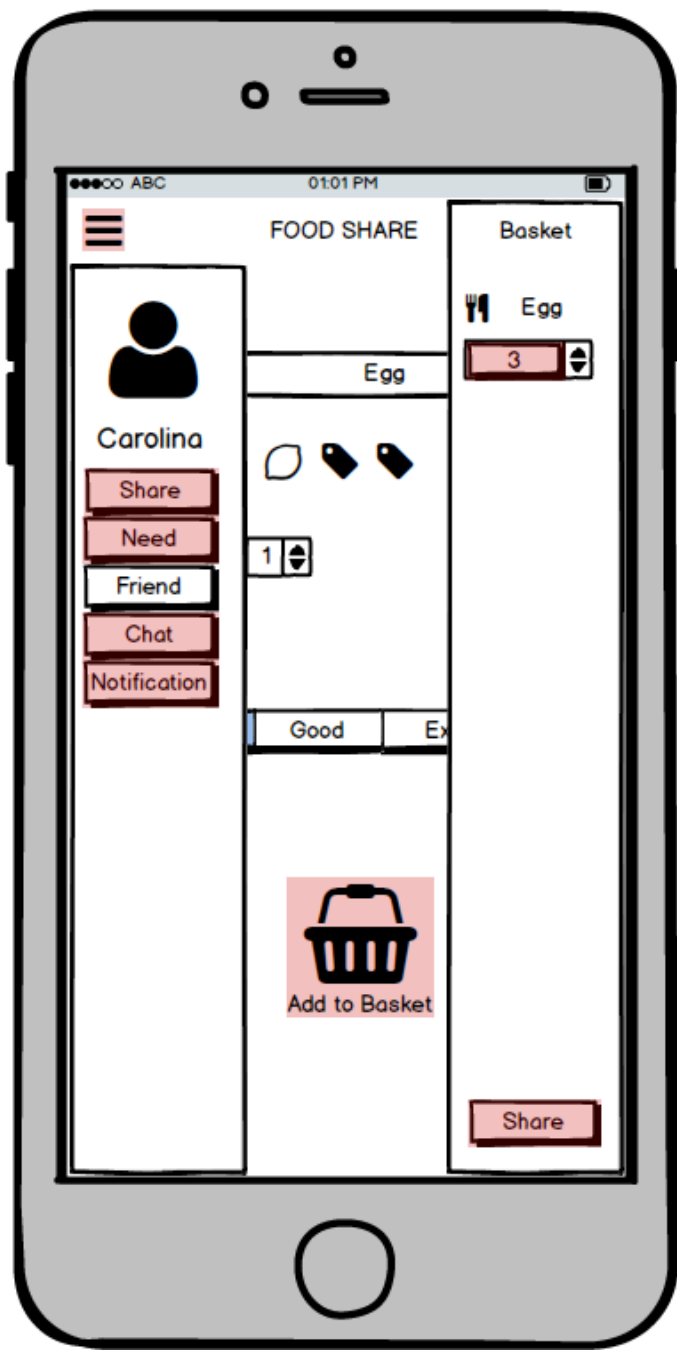 ABC 01:01 PM
FOOD SHARE
Basket
Egg
3
Egg
Carolina
Share
Need
Friend
Chat
Notification
1
Good Ex
Add to Basket
Share